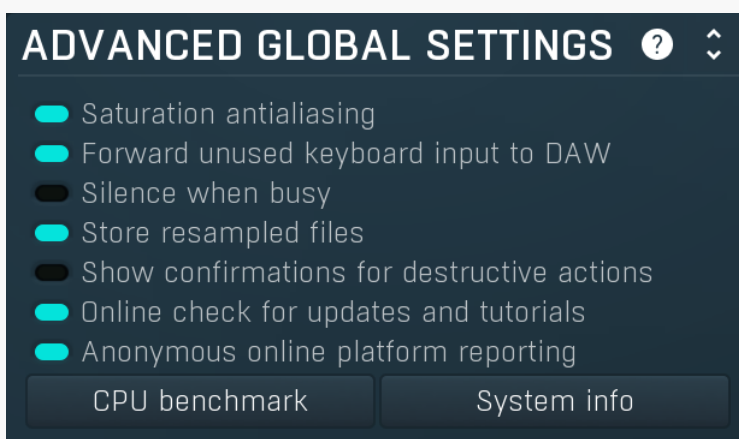 ADVANCED GLOBAL SETTINGS ?
Saturation antialiasing
Forward unused keyboard input to DAW
Silence when busy
Store resampled files
Show confirmations for destructive actions
Online check for updates and tutorials
Anonymous online platform reporting
CPU benchmark System info